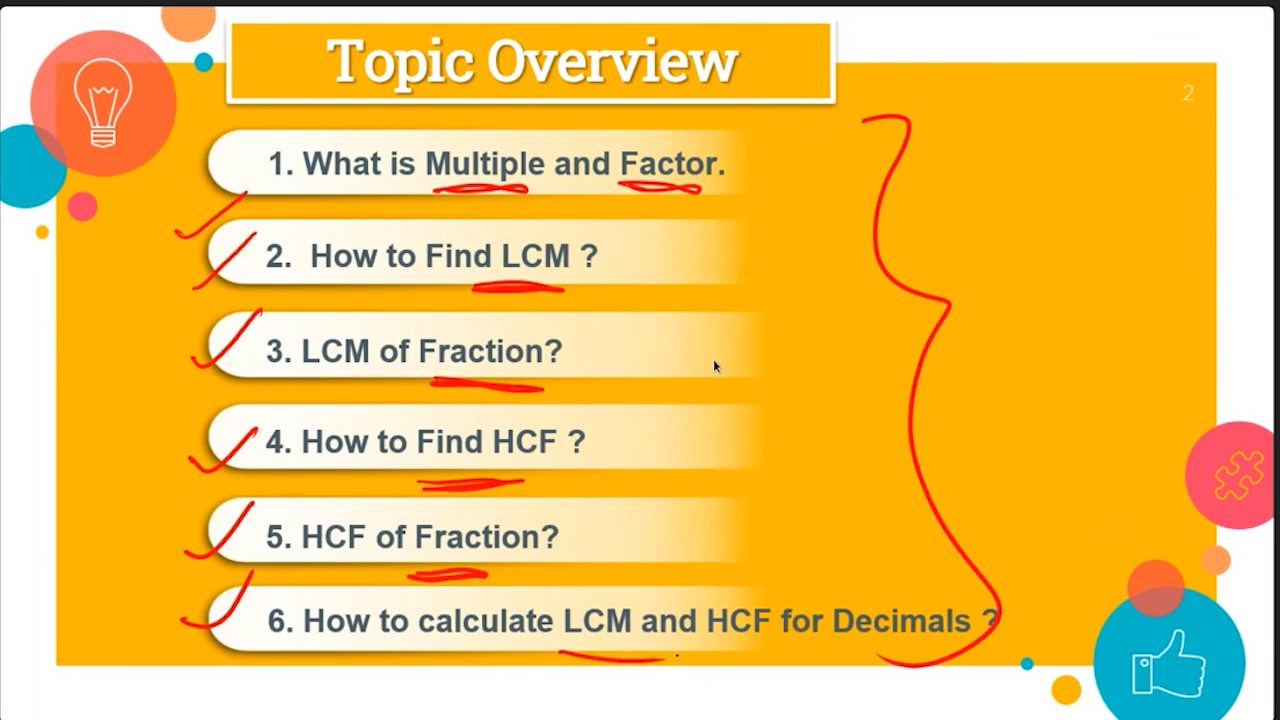 Topic Overview
2
1. What is Multiple and Factor.
2. How to Find LCM ?
3. LCM of Fraction?
4. How to Find HCF ?
5. HCF of Fraction?
6. How to calculate LCM and HCF for Decimals ?